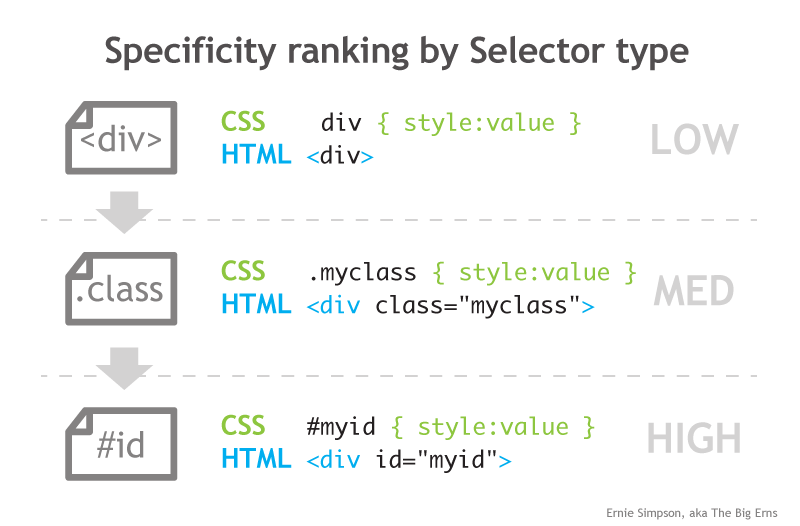 Specificity ranking by Selector type
<div>
CSS div { style:value }
HTML <div>
LOW
.class
CSS .myclass { style:value }
HTML <div class="myclass">
MED
#id
CSS #myid { style:value }
HTML <div id="myid">
HIGH
Ernie Simpson, aka The Big Erns